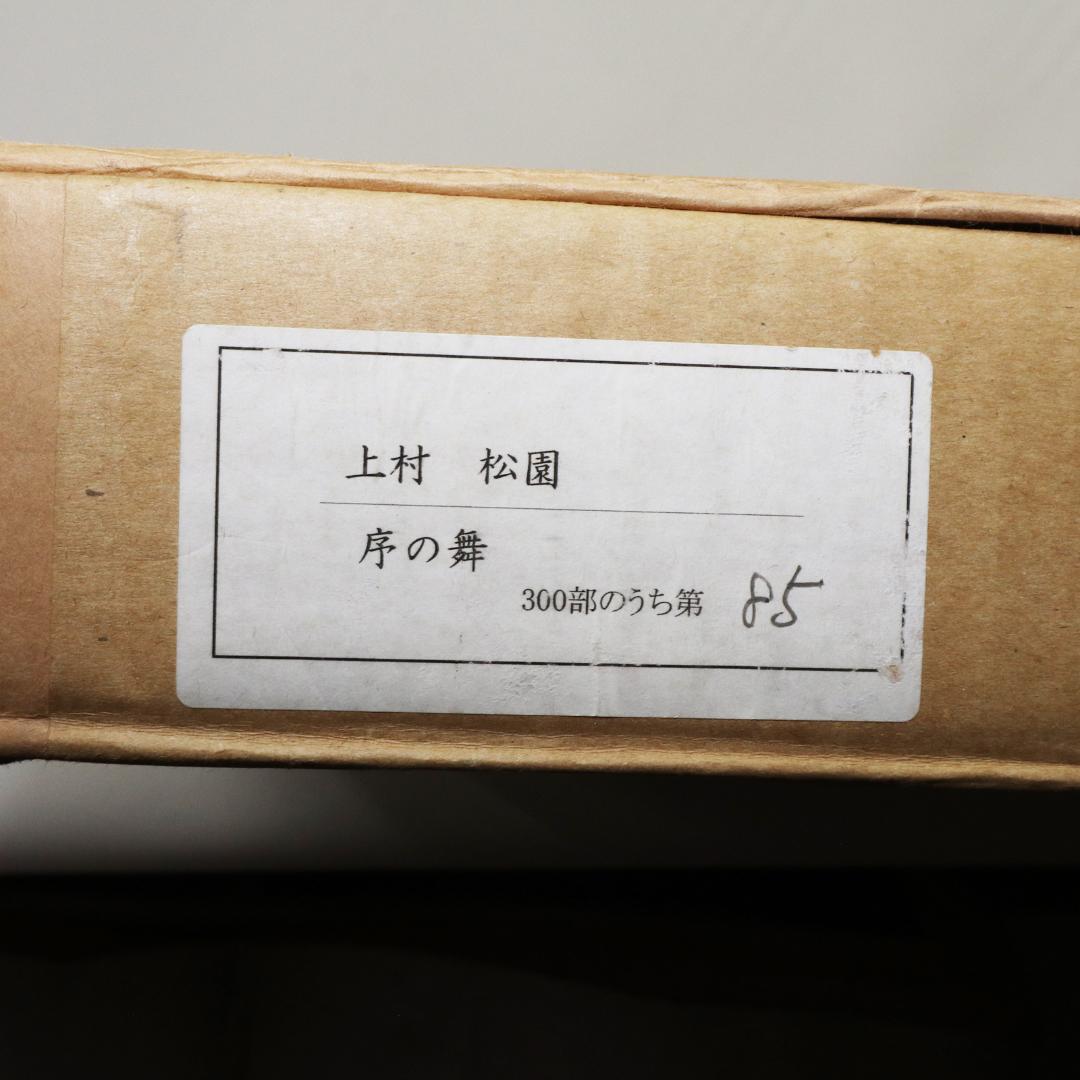 上村　松園
序の舞
300部のうち第 85